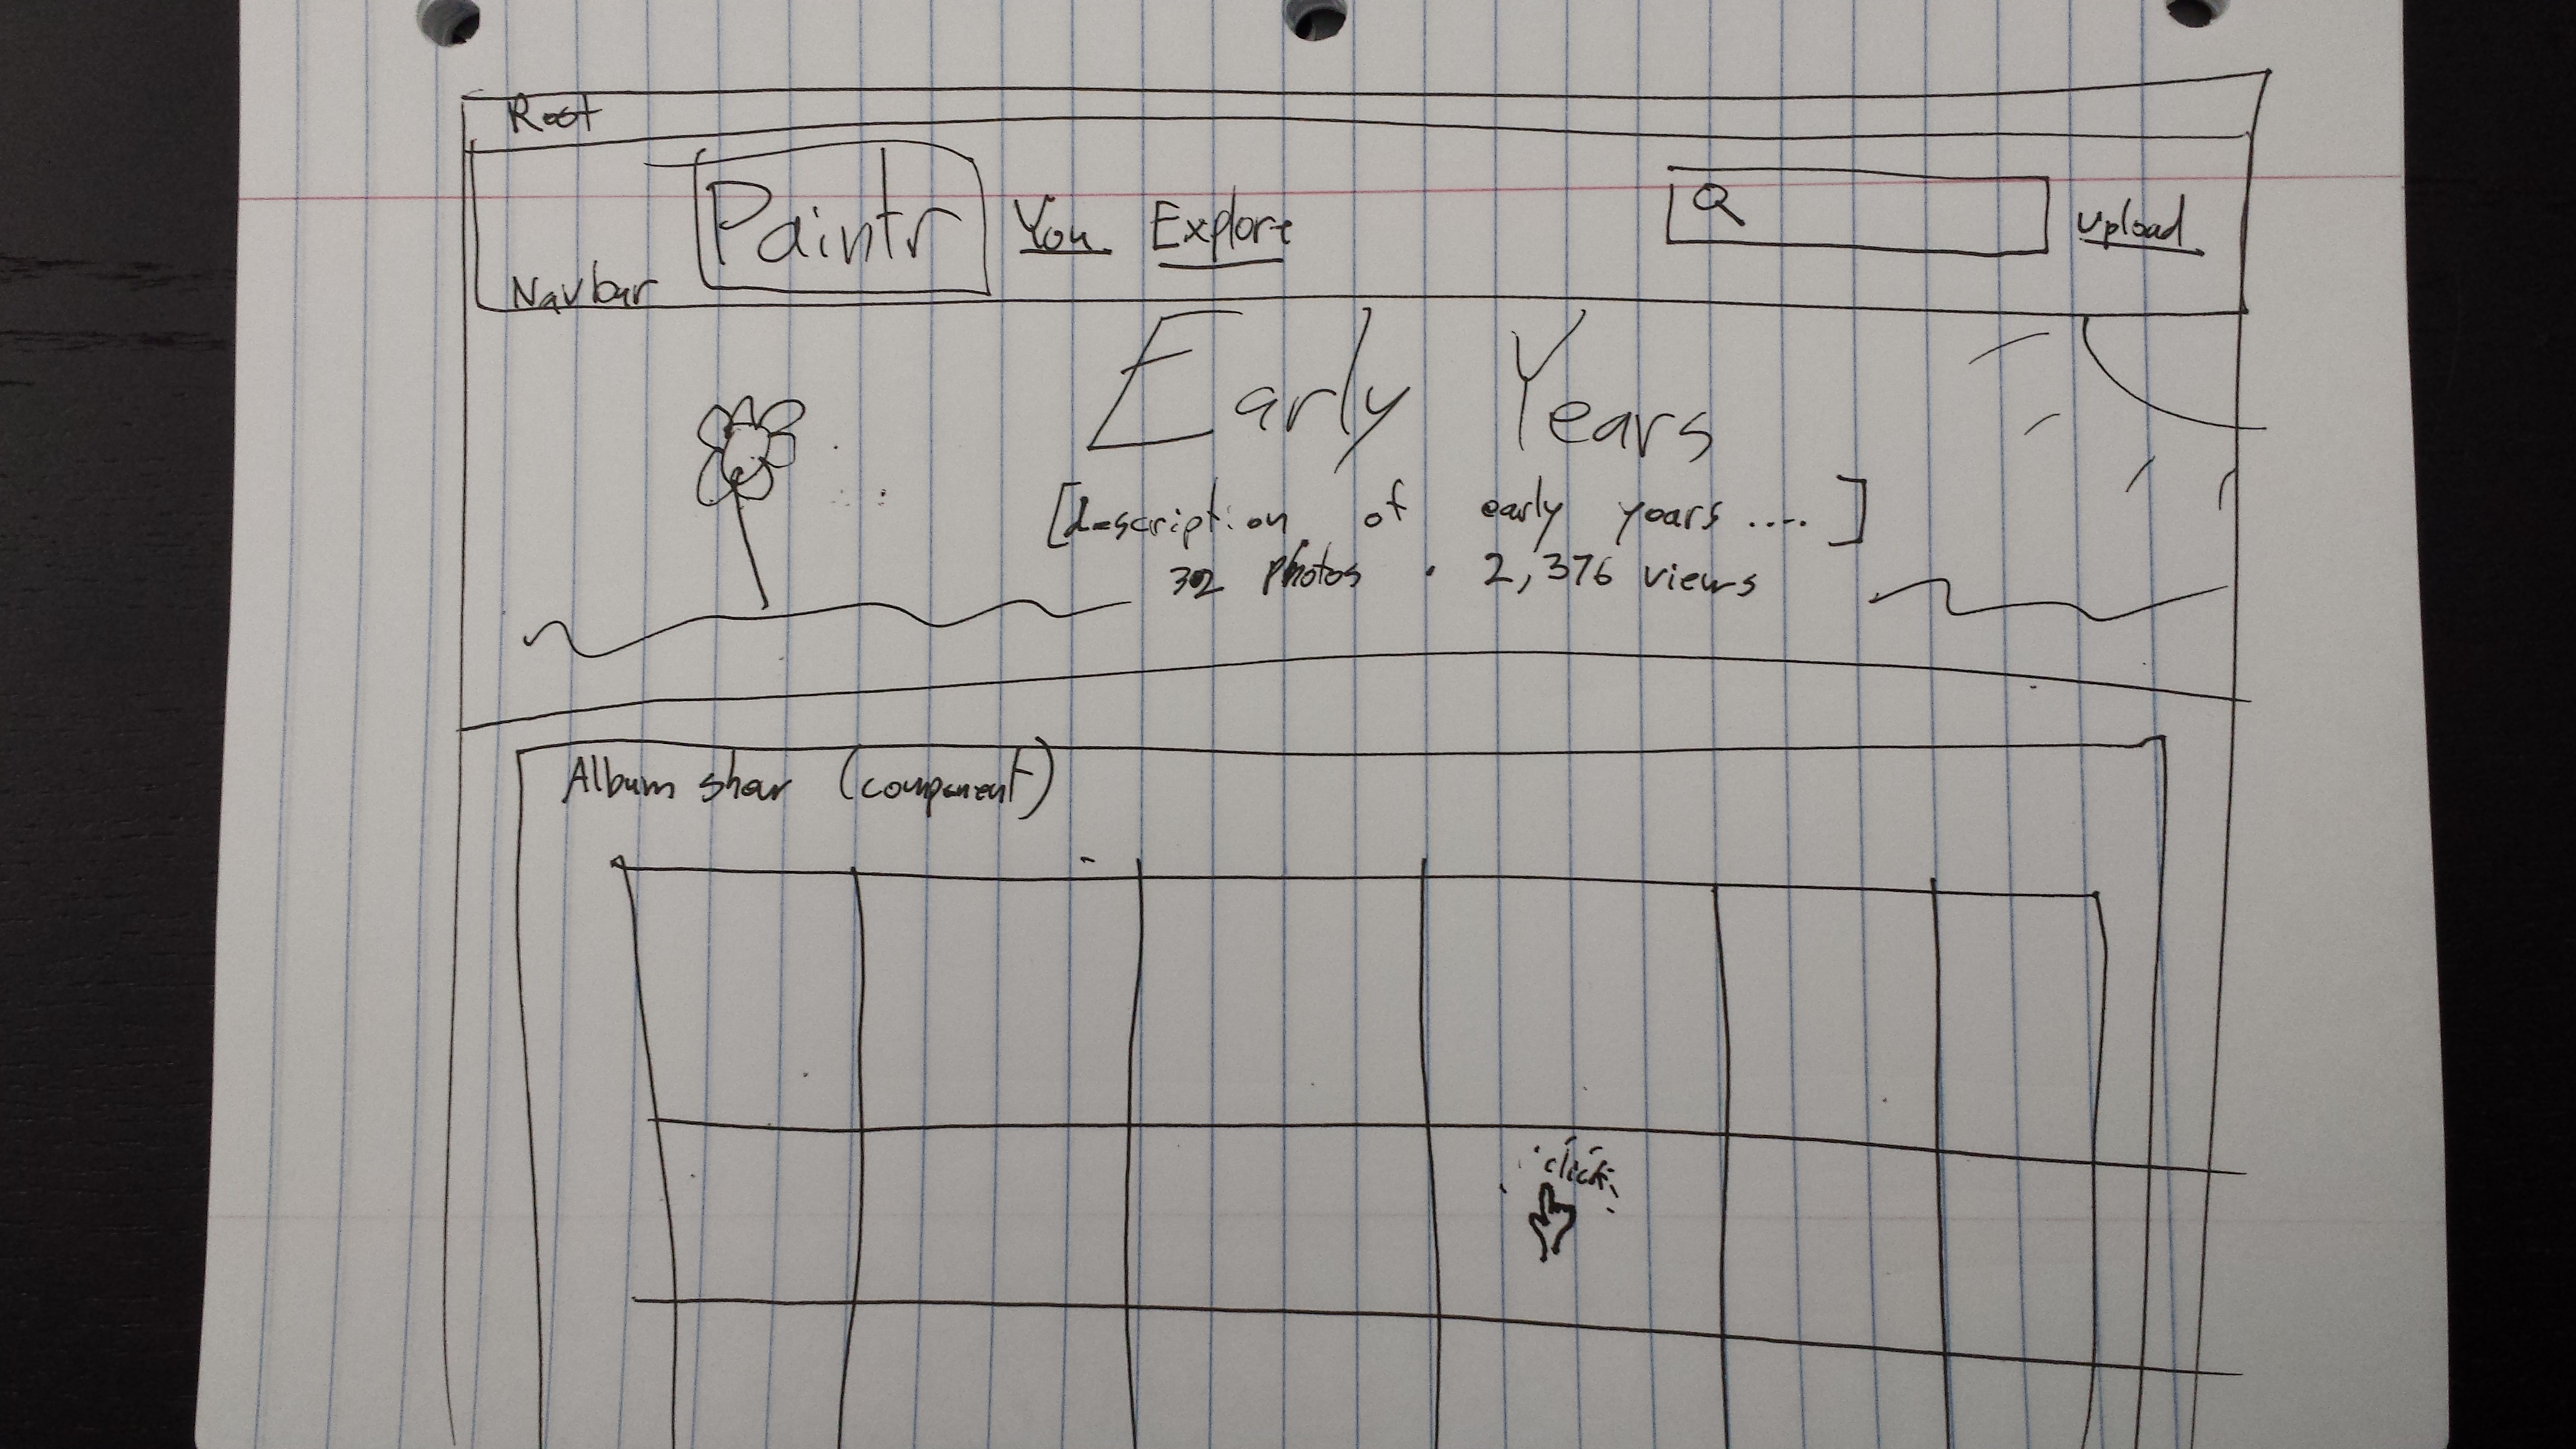 Root
Paintr You Explore upload
Navbar
Early Years
[description of early years ....]
32 photos · 2,376 views
Album show (component)
click